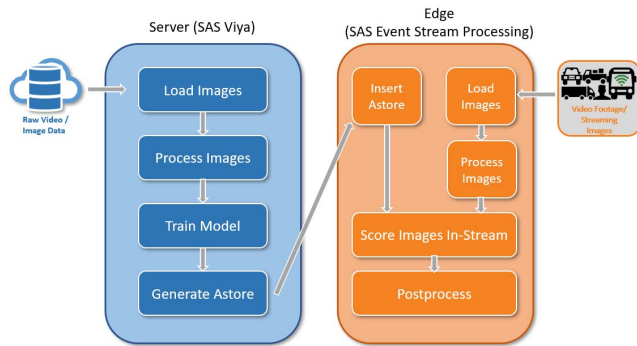 Server (SAS Viya)
Edge
(SAS Event Stream Processing)
Raw Video /
Image Data
Load Images
Process Images
Train Model
Generate Astore
Insert
Astore
Load
Images
Process
Images
Score Images In-Stream
Postprocess
Video Footage/
Streaming
Images